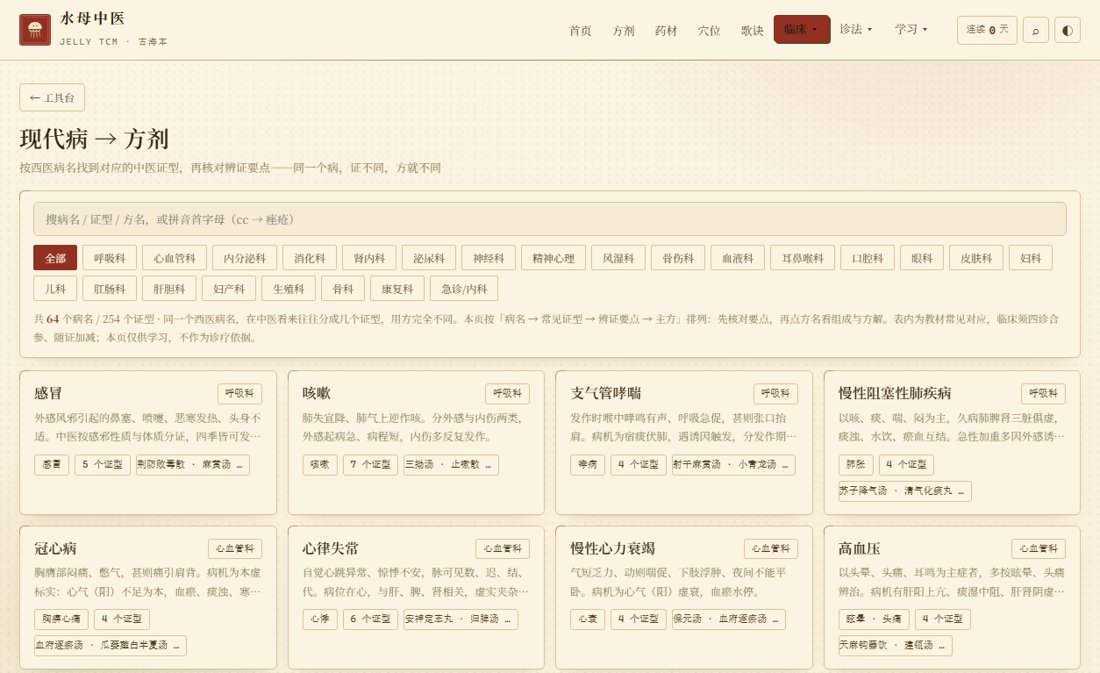 水母中医
JELLY TCM · 古海本
首页 方剂 药材 穴位 歌诀 临床 ▾ 诊法 ▾ 学习 ▾ 连续 0 天
← 工具台
现代病 → 方剂
按西医病名找到对应的中医证型，再核对辨证要点——同一个病，证不同，方就不同
搜病名 / 证型 / 方名，或拼音首字母（cc → 痤疮）
全部 呼吸科 心血管科 内分泌科 消化科 肾内科 泌尿科 神经科 精神心理 风湿科 骨伤科 血液科 耳鼻喉科 口腔科 眼科 皮肤科 妇科
儿科 肛肠科 肝胆科 妇产科 生殖科 骨科 康复科 急诊/内科
共 64 个病名 / 254 个证型 · 同一个西医病名，在中医看来往往分成几个证型，用方完全不同。本页按「病名 → 常见证型 → 辨证要点 → 主方」排列：先核对要点，再点方名看组成与方解。表内为教材常见对应，临床须四诊合
参、随证加减；本页仅供学习，不作为诊疗依据。
感冒 呼吸科
外感风邪引起的鼻塞、喷嚏、恶寒发热、头身不
适。中医按感邪性质与体质分证，四季皆可发…
感冒 5 个证型 荆防败毒散 · 麻黄汤 …
咳嗽 呼吸科
肺失宣降、肺气上逆作咳。分外感与内伤两类，
外感起病急、病程短，内伤多反复发作。
咳嗽 7 个证型 三拗汤 · 止嗽散 …
支气管哮喘 呼吸科
发作时喉中哮鸣有声、呼吸急促，甚则张口抬
肩。病机为宿痰伏肺，遇诱因触发，分发作期…
哮病 4 个证型 射干麻黄汤 · 小青龙汤 …
慢性阻塞性肺疾病 呼吸科
以咳、痰、喘、闷为主，久病肺脾肾三脏俱虚，
痰浊、水饮、瘀血互结。急性加重多因外感诱…
肺胀 4 个证型
苏子降气汤 · 清气化痰丸 …
冠心病 心血管科
胸膺部闷痛、憋气，甚则痛引肩背。病机为本虚
标实：心气（阳）不足为本，血瘀、痰浊、寒…
胸痹心痛 4 个证型
血府逐瘀汤 · 瓜蒌薤白半夏汤 …
心律失常 心血管科
自觉心跳异常、惊悸不安，脉可见数、迟、结、
代。病位在心，与肝、脾、肾相关，虚实夹杂…
心悸 6 个证型 安神定志丸 · 归脾汤 …
慢性心力衰竭 心血管科
气短乏力、动则喘促、下肢浮肿、夜间不能平
卧。病机为心气（阳）虚衰，血瘀水停。
心衰 4 个证型 保元汤 · 血府逐瘀汤 …
高血压 心血管科
以头晕、头痛、耳鸣为主症者，多按眩晕、头痛
辨治。病机有肝阳上亢、痰湿中阻、肝肾阴虚…
眩晕 · 头痛 4 个证型
天麻钩藤饮 · 建瓴汤 …